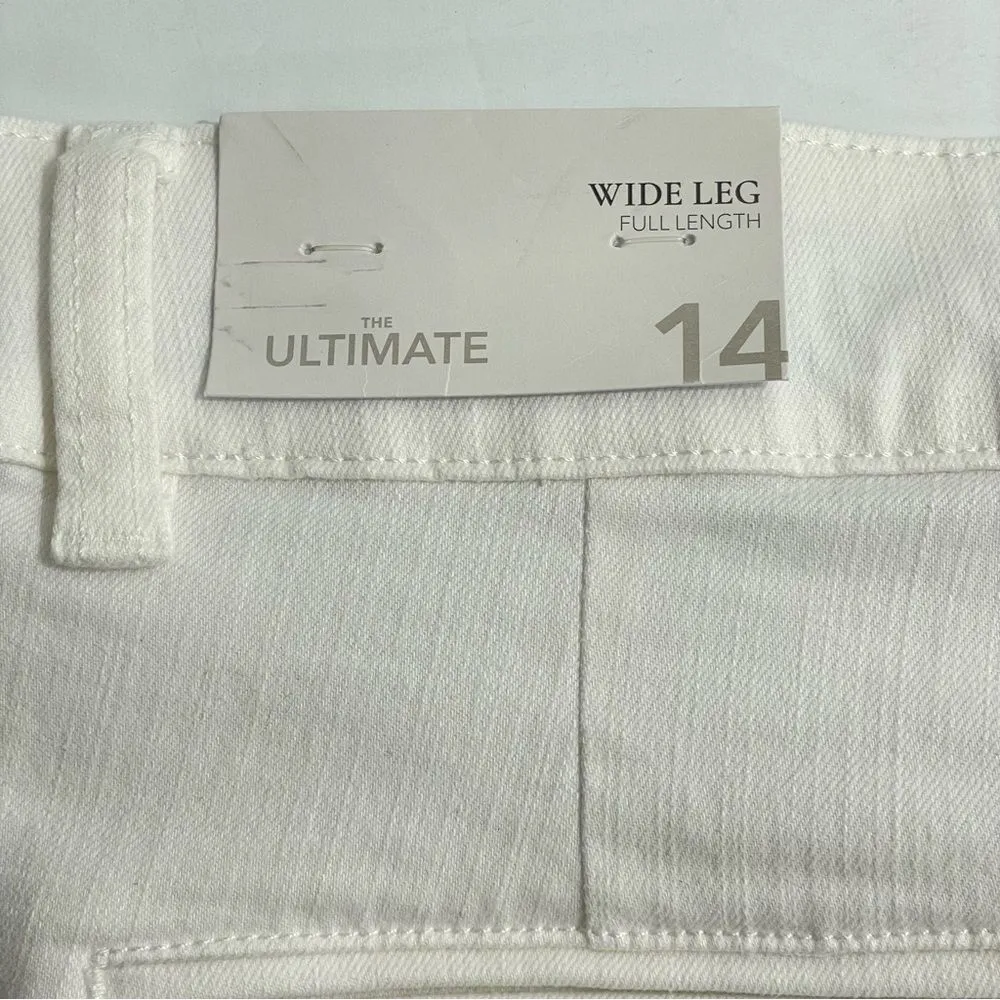 WIDE LEG
FULL LENGTH
THE
ULTIMATE
14